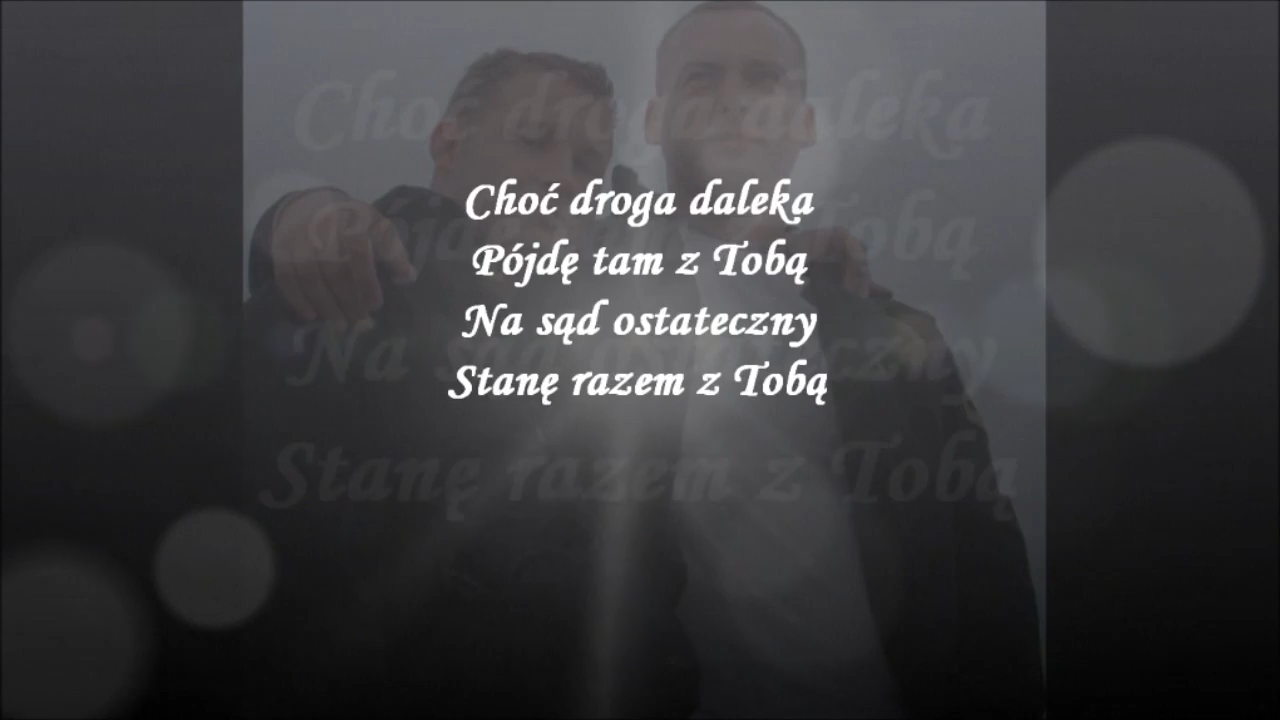 Choć droga daleka
Pójdę tam z Tobą
Na sąd ostateczny
Stanę razem z Tobą